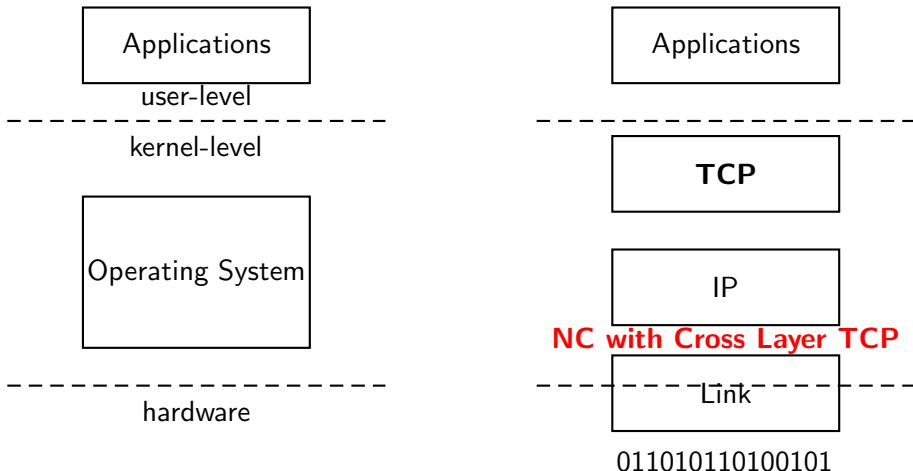 Applications
user-level
kernel-level
Operating System
hardware
Applications
TCP
IP
NC with Cross Layer TCP
Link
011010110100101